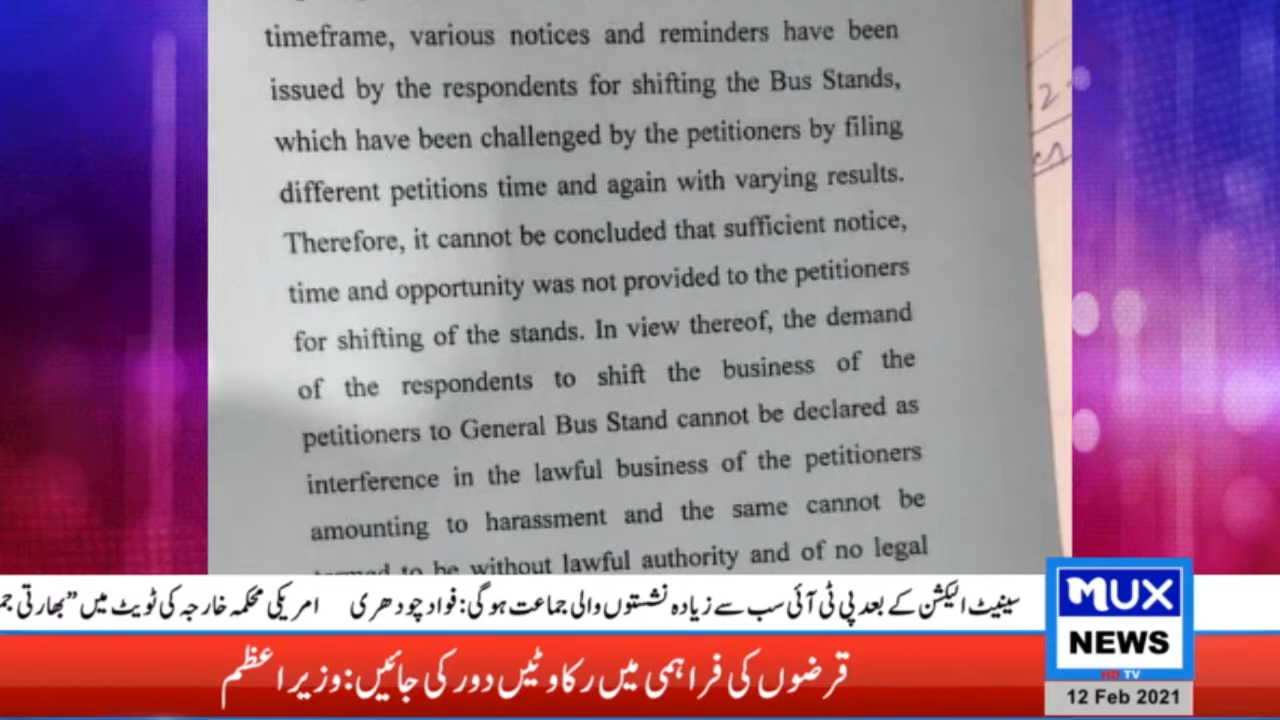 timeframe, various notices and reminders have been
issued by the respondents for shifting the Bus Stands,
which have been challenged by the petitioners by filing
different petitions time and again with varying results.
Therefore, it cannot be concluded that sufficient notice,
time and opportunity was not provided to the petitioners
for shifting of the stands. In view thereof, the demand
of the respondents to shift the business of the
petitioners to General Bus Stand cannot be declared as
interference in the lawful business of the petitioners
amounting to harassment and the same cannot be
termed to be without lawful authority and of no legal
سینیٹ الیکشن کے بعد پی ٹی آئی سب سے زیادہ نشستوں والی جماعت ہوگی: فواد چودھری امریکی محکمہ خارجہ کی ٹویٹ میں ”بھارتی
MUX
NEWS
HD TV
قرضوں کی فراہمی میں رکاوٹیں دور کی جائیں: وزیراعظم
12 Feb 2021